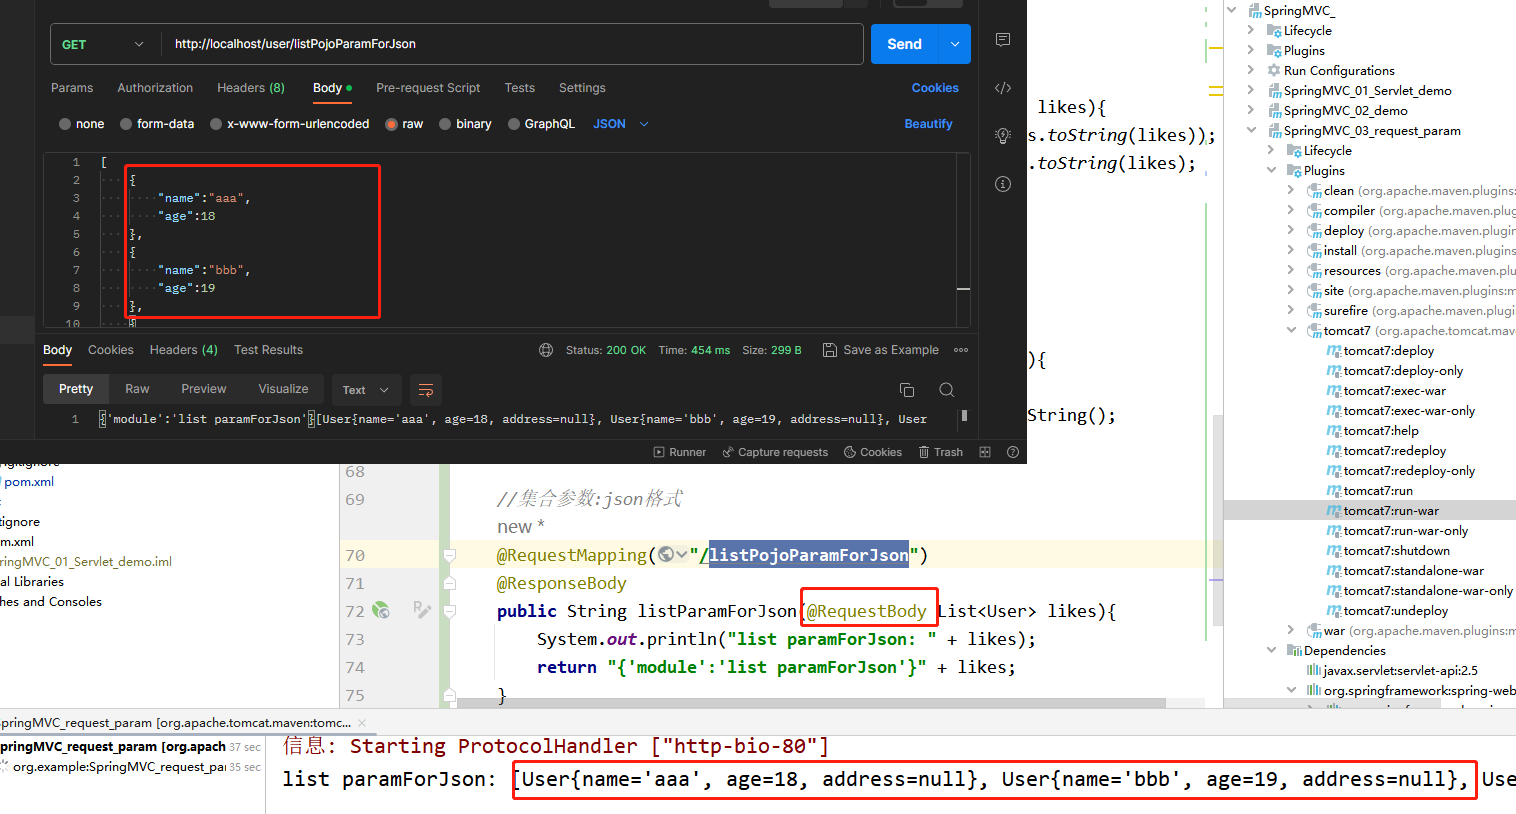 GET http://localhost/user/listPojoParamForJson Send
Params Authorization Headers (8) Body Pre-request Script Tests Settings Cookies
none form-data x-www-form-urlencoded raw binary GraphQL JSON Beautify
1 [
2 {
3 "name":"aaa",
4 "age":18
5 },
6 {
7 "name":"bbb",
8 "age":19
9 },
10 {
Body Cookies Headers (4) Test Results Status: 200 OK Time: 454 ms Size: 299 B Save as Example
Pretty Raw Preview Visualize Text
1 {'module':'list paramForJson'}[User{name='aaa', age=18, address=null}, User{name='bbb', age=19, address=null}, User
Runner Capture requests Cookies Trash
likes){
s.toString(likes));
.toString(likes);
){
String();
pom.xml
tignore
m.xml
ringMVC_01_Servlet_demo.iml
al Libraries
hes and Consoles
68
69 //集合参数:json格式
new *
70 @RequestMapping("/listPojoParamForJson")
71 @ResponseBody
72 public String listParamForJson(@RequestBody List<User> likes){
73 System.out.println("list paramForJson: " + likes);
74 return "{'module':'list paramForJson'}" + likes;
75 }
SpringMVC_
Lifecycle
Plugins
Run Configurations
SpringMVC_01_Servlet_demo
SpringMVC_02_demo
SpringMVC_03_request_param
Lifecycle
Plugins
clean (org.apache.maven.plugins:
compiler (org.apache.maven.plug
deploy (org.apache.maven.plugin
install (org.apache.maven.plugins
resources (org.apache.maven.plu
site (org.apache.maven.plugins:m
surefire (org.apache.maven.plugi
tomcat7 (org.apache.tomcat.mav
tomcat7:deploy
tomcat7:deploy-only
tomcat7:exec-war
tomcat7:exec-war-only
tomcat7:help
tomcat7:redeploy
tomcat7:redeploy-only
tomcat7:run
tomcat7:run-war
tomcat7:run-war-only
tomcat7:shutdown
tomcat7:standalone-war
tomcat7:standalone-war-only
tomcat7:undeploy
war (org.apache.maven.plugins:m
Dependencies
javax.servlet:servlet-api:2.5
org.springframework:spring-web
SpringMVC_request_param [org.apache.tomcat.maven:tomc...
pringMVC_request_param [org.apach 37 sec
org.example:SpringMVC_request_par 35 sec
信息: Starting ProtocolHandler ["http-bio-80"]
list paramForJson: [User{name='aaa', age=18, address=null}, User{name='bbb', age=19, address=null}, Use